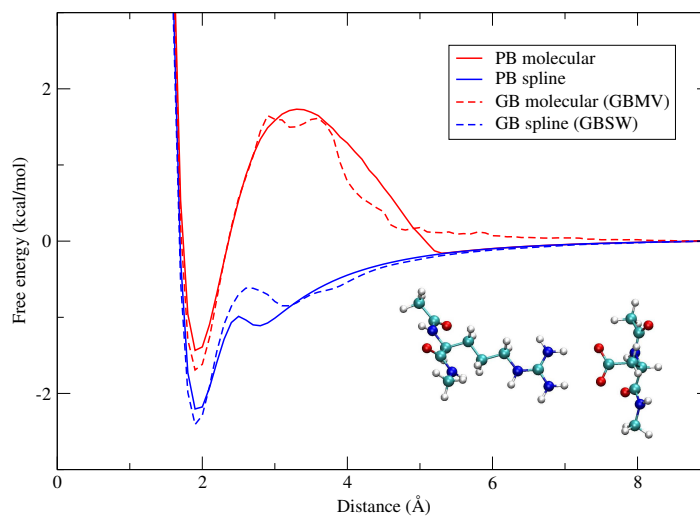 PB molecular
PB spline
GB molecular (GBMV)
GB spline (GBSW)
2
0
-2
Free energy (kcal/mol)
0 2 4 6 8
Distance (Å)